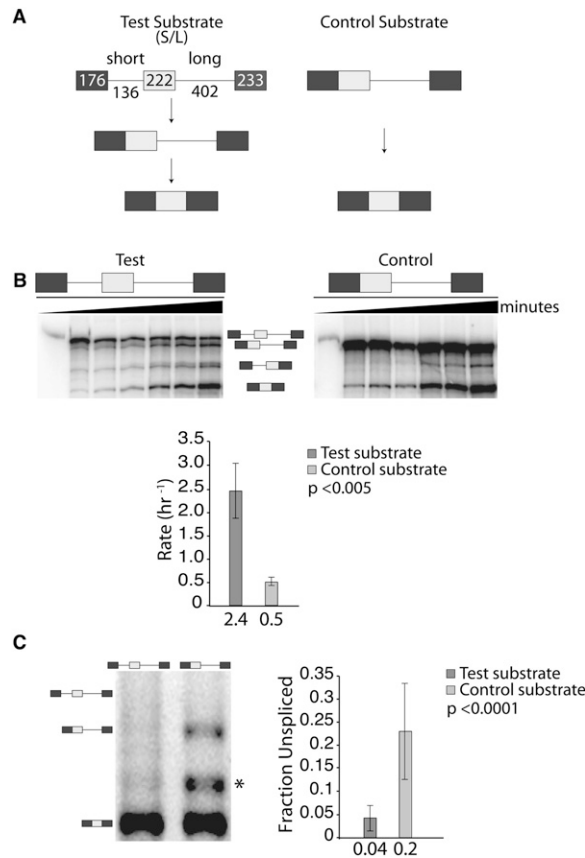 A
Test Substrate
(S/L)
Control Substrate
short
long
176
222
233
136
402
B
Test
Control
minutes
3.5
3.0
2.5
2.0
1.5
1.0
0.5
0
Rate (hr -1)
2.4
0.5
Test substrate
Control substrate
p <0.005
C
*
0.35
0.3
0.25
0.2
0.15
0.1
0.05
0
Fraction Unspliced
0.04
0.2
Test substrate
Control substrate
p <0.0001